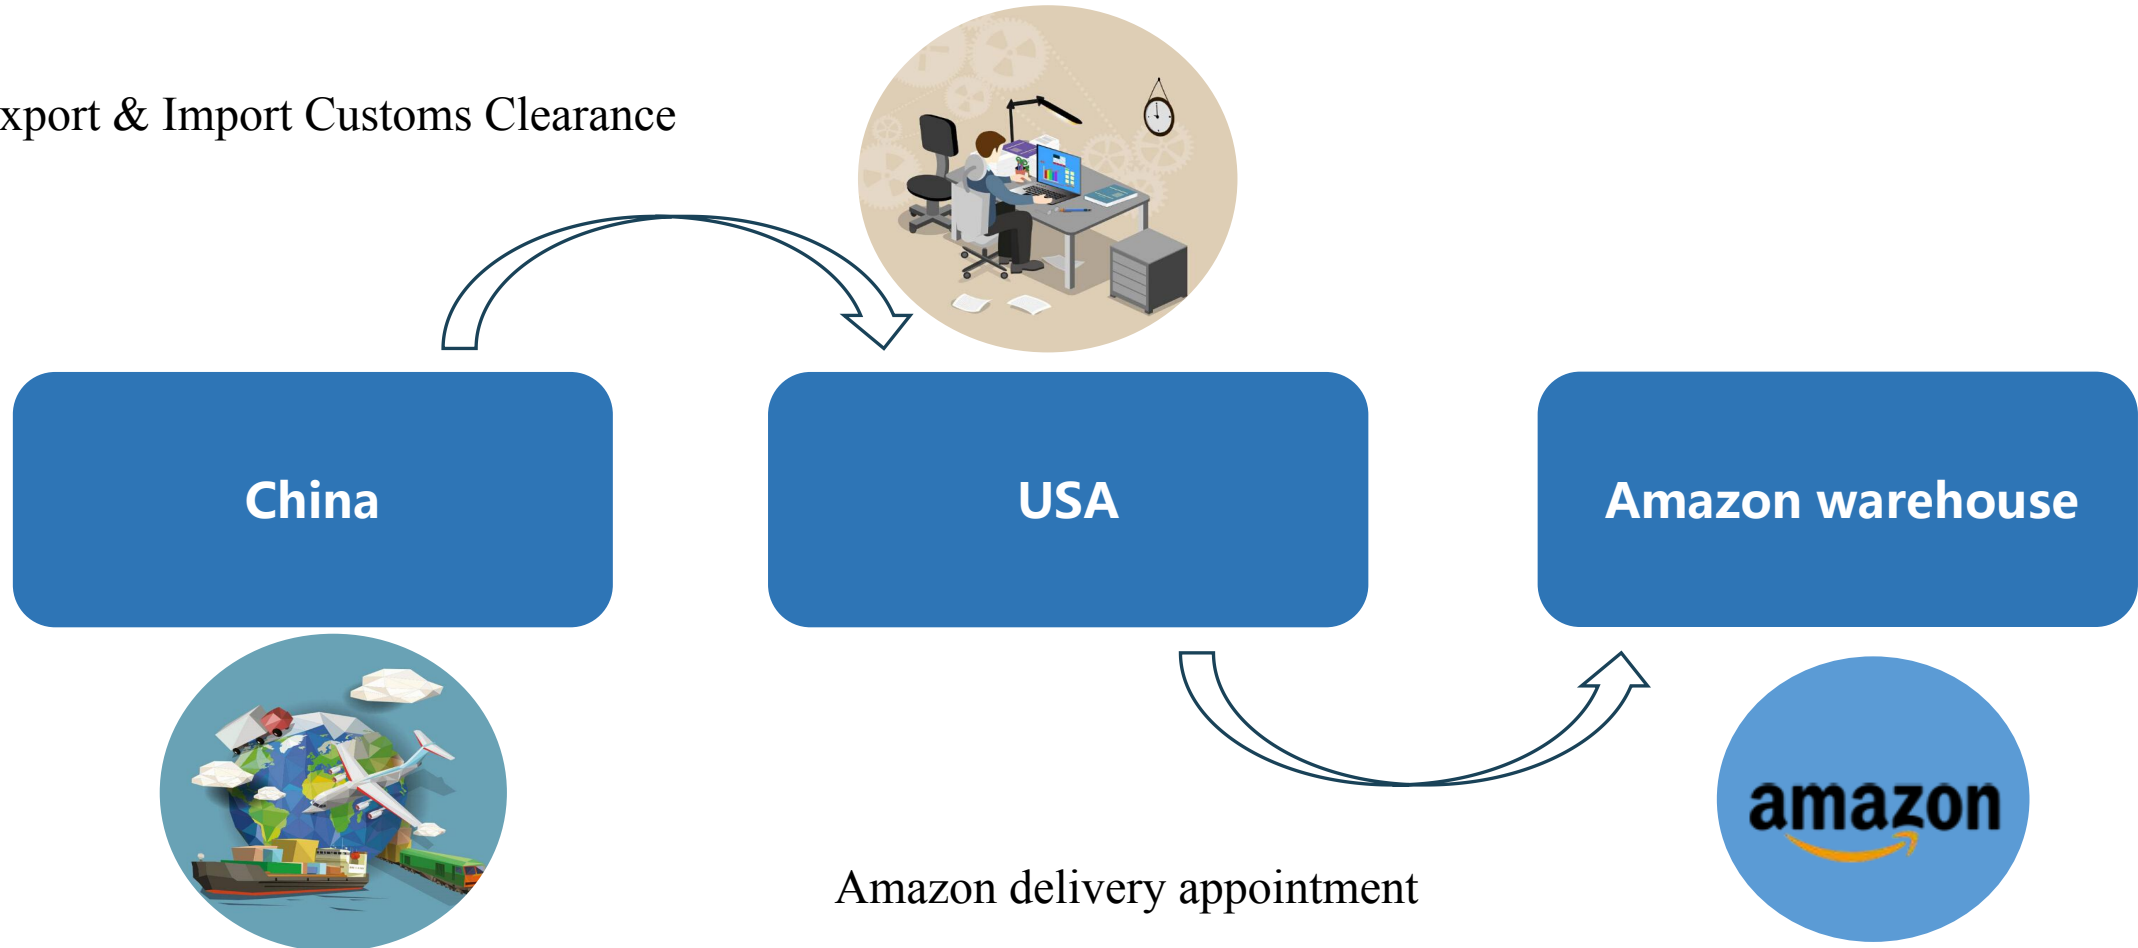 xport & Import Customs Clearance
China
USA
Amazon warehouse
amazon
Amazon delivery appointment